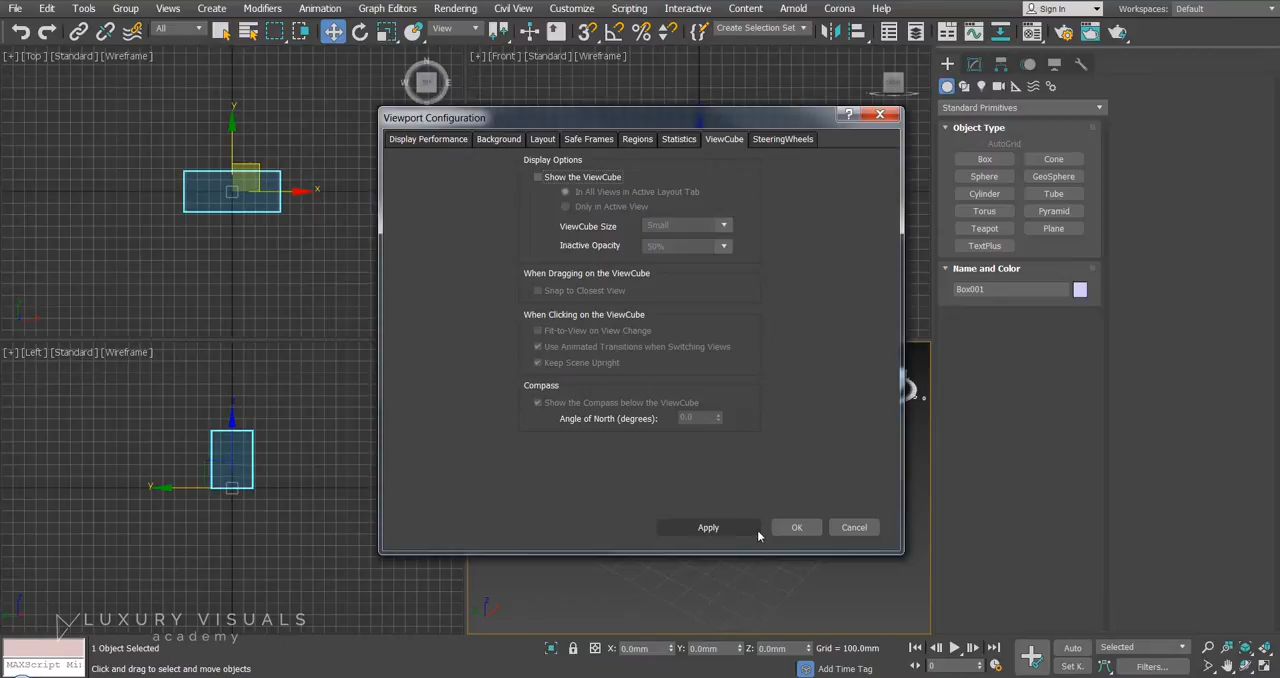 File Edit Tools Group Views Create Modifiers Animation Graph Editors Rendering Civil View Customize Scripting Interactive Content Arnold Corona Help Sign In Workspaces: Default
All View Create Selection Set
[+] [Top] [Standard] [Wireframe]
[+] [Front] [Standard] [Wireframe]
N
W E
y
x
Standard Primitives
Object Type
AutoGrid
Box Cone
Sphere GeoSphere
Cylinder Tube
Torus Pyramid
Teapot Plane
TextPlus
Name and Color
Box001
Viewport Configuration
Display Performance Background Layout Safe Frames Regions Statistics ViewCube SteeringWheels
Display Options
Show the ViewCube
In All Views in Active Layout Tab
Only in Active View
ViewCube Size Small
Inactive Opacity 50%
When Dragging on the ViewCube
Snap to Closest View
When Clicking on the ViewCube
Fit-to-View on View Change
Use Animated Transitions when Switching Views
Keep Scene Upright
Compass
Show the Compass below the ViewCube
Angle of North (degrees): 0.0
Apply OK Cancel
[+] [Left] [Standard] [Wireframe]
y
LUXURY VISUALS
academy
1 Object Selected
MAXScript Mi
Click and drag to select and move objects
X: 0.0mm Y: 0.0mm Z: 0.0mm Grid = 100.0mm
Add Time Tag
0
Auto Selected
Set K. Filters...